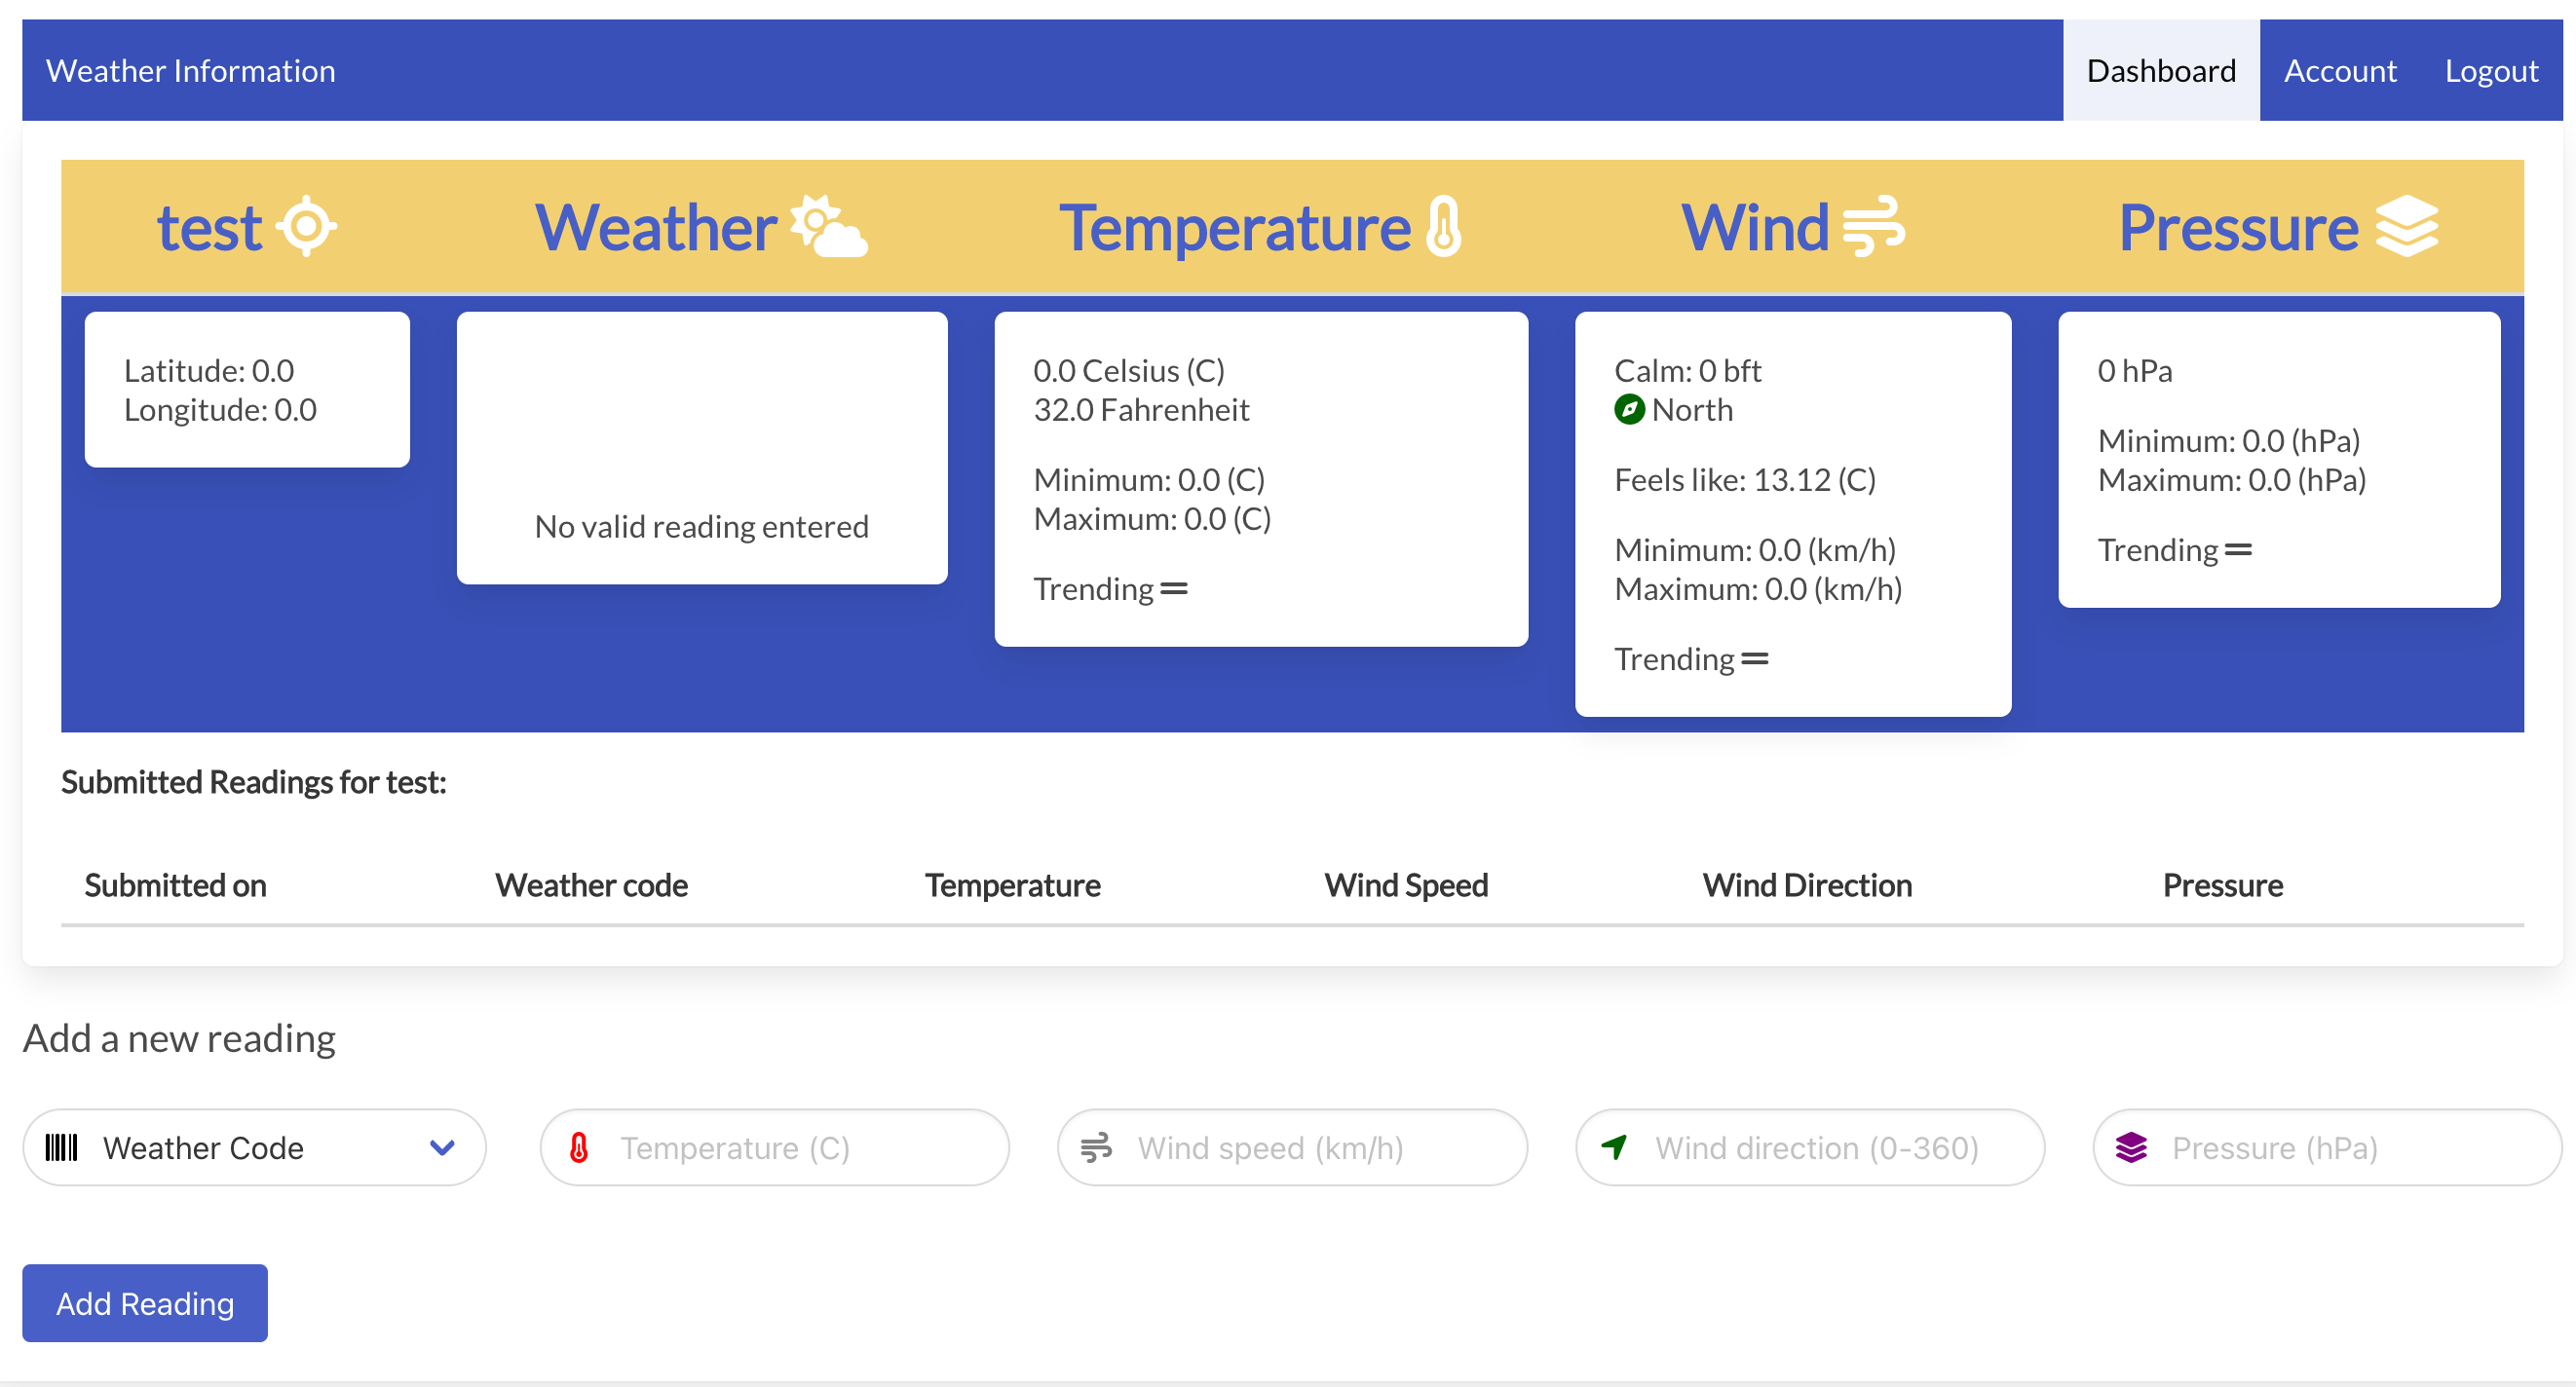 Weather Information Dashboard Account Logout
test Weather Temperature Wind Pressure
Latitude: 0.0
Longitude: 0.0
No valid reading entered
0.0 Celsius (C)
32.0 Fahrenheit
Minimum: 0.0 (C)
Maximum: 0.0 (C)
Trending
Calm: 0 bft
North
Feels like: 13.12 (C)
Minimum: 0.0 (km/h)
Maximum: 0.0 (km/h)
Trending
0 hPa
Minimum: 0.0 (hPa)
Maximum: 0.0 (hPa)
Trending
Submitted Readings for test:
Submitted on Weather code Temperature Wind Speed Wind Direction Pressure
Add a new reading
Weather Code Temperature (C) Wind speed (km/h) Wind direction (0-360) Pressure (hPa)
Add Reading